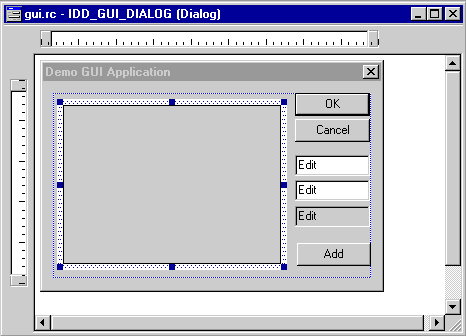 gui.rc - IDD_GUI_DIALOG (Dialog)
Demo GUI Application
OK
Cancel
Edit
Edit
Edit
Add